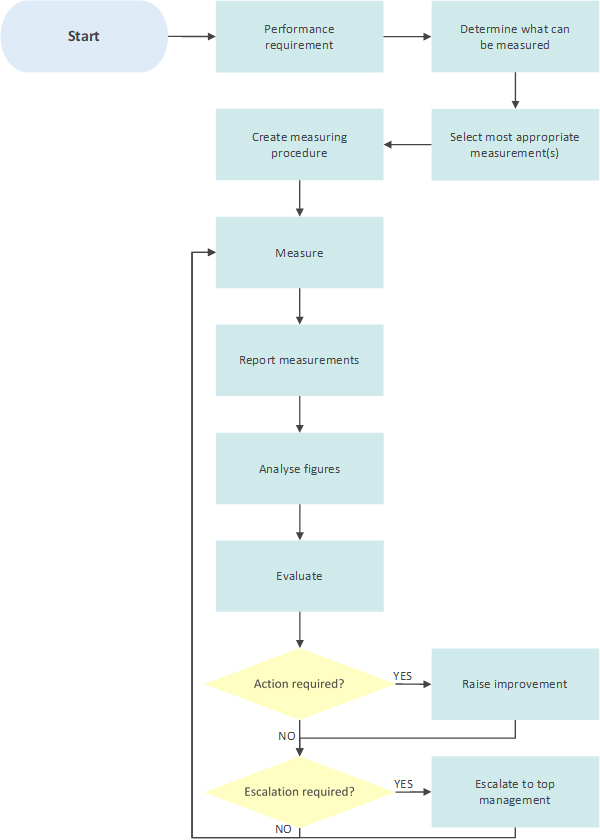 Start
Performance
requirement
Determine what can
be measured
Select most appropriate
measurement(s)
Create measuring
procedure
Measure
Report measurements
Analyse figures
Evaluate
Action required?
YES
Raise improvement
NO
Escalation required?
YES
Escalate to top
management
NO